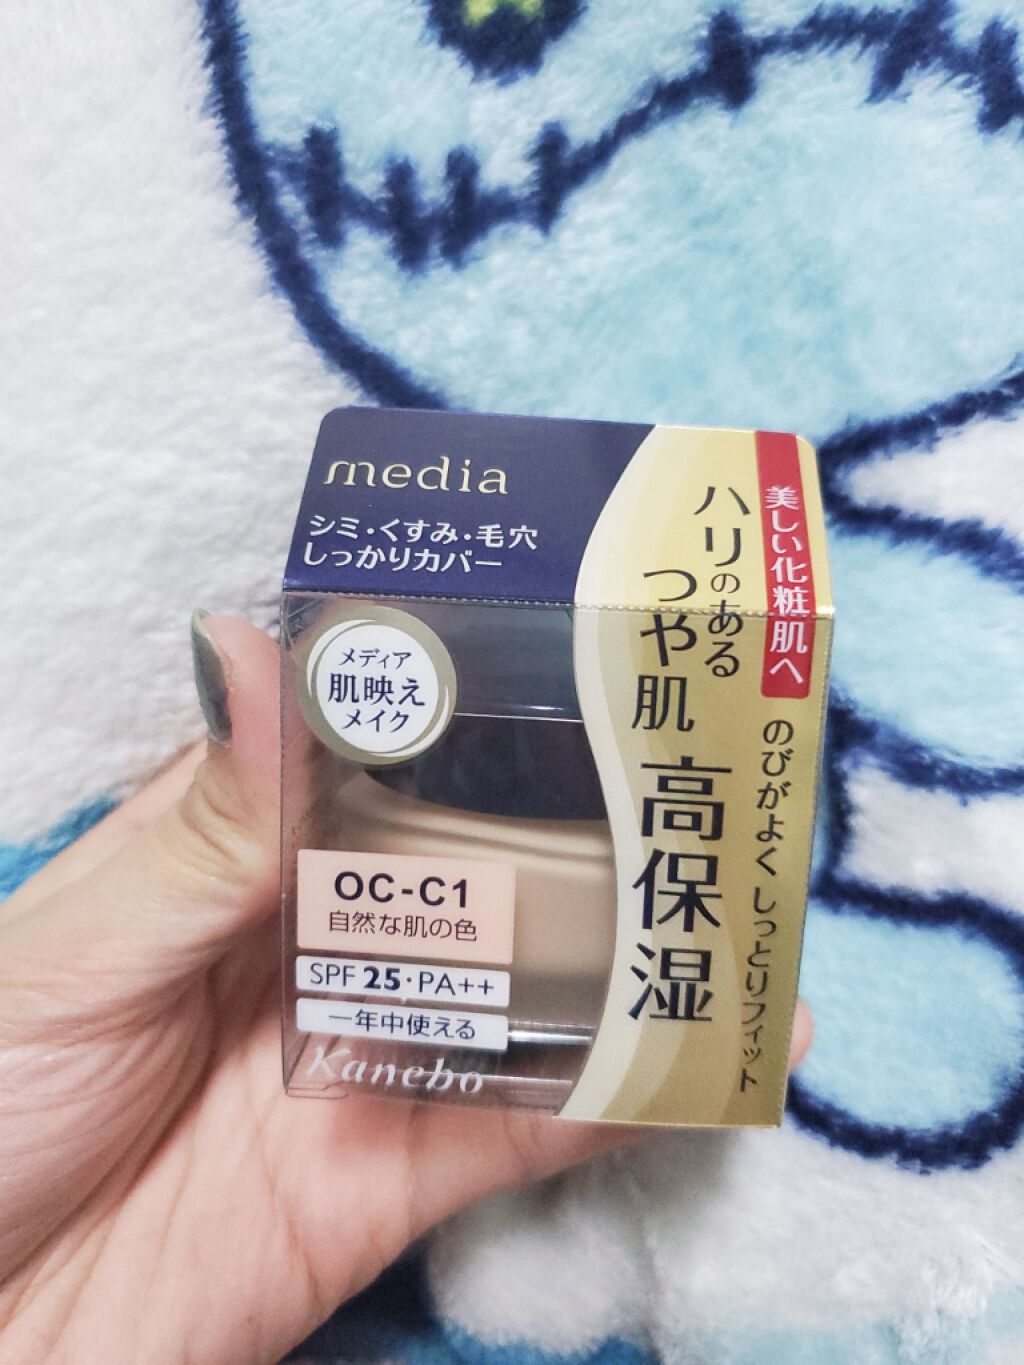 media
シミ・くすみ・毛穴
しっかりカバー
メディア
肌映え
メイク
OC-C1
自然な肌の色
SPF 25・PA++
一年中使える
Kanebo
美しい化粧肌へ
ハリのある
つや肌
高保湿
のびがよく しっとりフィット